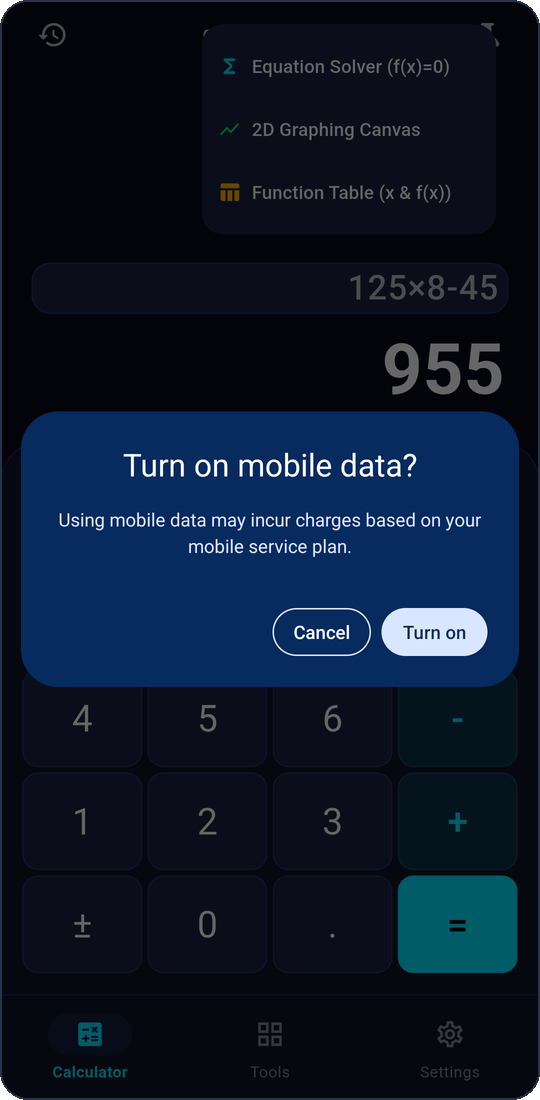 Equation Solver (f(x)=0)
2D Graphing Canvas
Function Table (x & f(x))
125×8-45
955
Turn on mobile data?
Using mobile data may incur charges based on your
mobile service plan.
Cancel Turn on
4 5 6 -
1 2 3 +
± 0 . =
Calculator Tools Settings